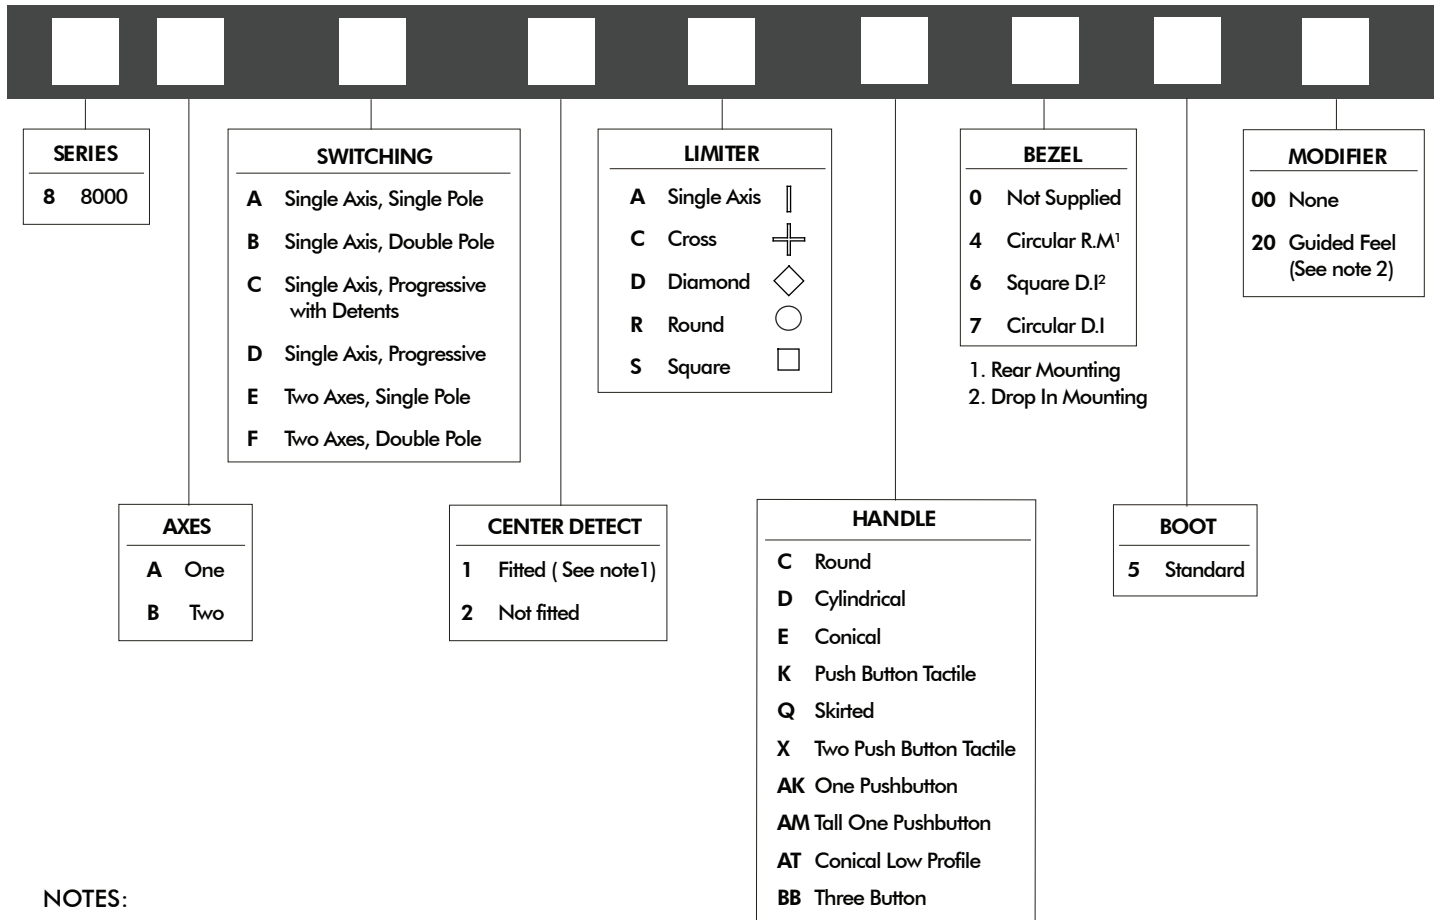 SERIES
8 8000
SWITCHING
A Single Axis, Single Pole
B Single Axis, Double Pole
C Single Axis, Progressive
with Detents
D Single Axis, Progressive
E Two Axes, Single Pole
F Two Axes, Double Pole
LIMITER
A Single Axis
C Cross
D Diamond
R Round
S Square
BEZEL
0 Not Supplied
4 Circular R.M¹
6 Square D.I²
7 Circular D.I
1. Rear Mounting
2. Drop In Mounting
MODIFIER
00 None
20 Guided Feel
(See note 2)
AXES
A One
B Two
CENTER DETECT
1 Fitted ( See note1)
2 Not fitted
HANDLE
C Round
D Cylindrical
E Conical
K Push Button Tactile
Q Skirted
X Two Push Button Tactile
AK One Pushbutton
AM Tall One Pushbutton
AT Conical Low Profile
BB Three Button
BOOT
5 Standard
NOTES: